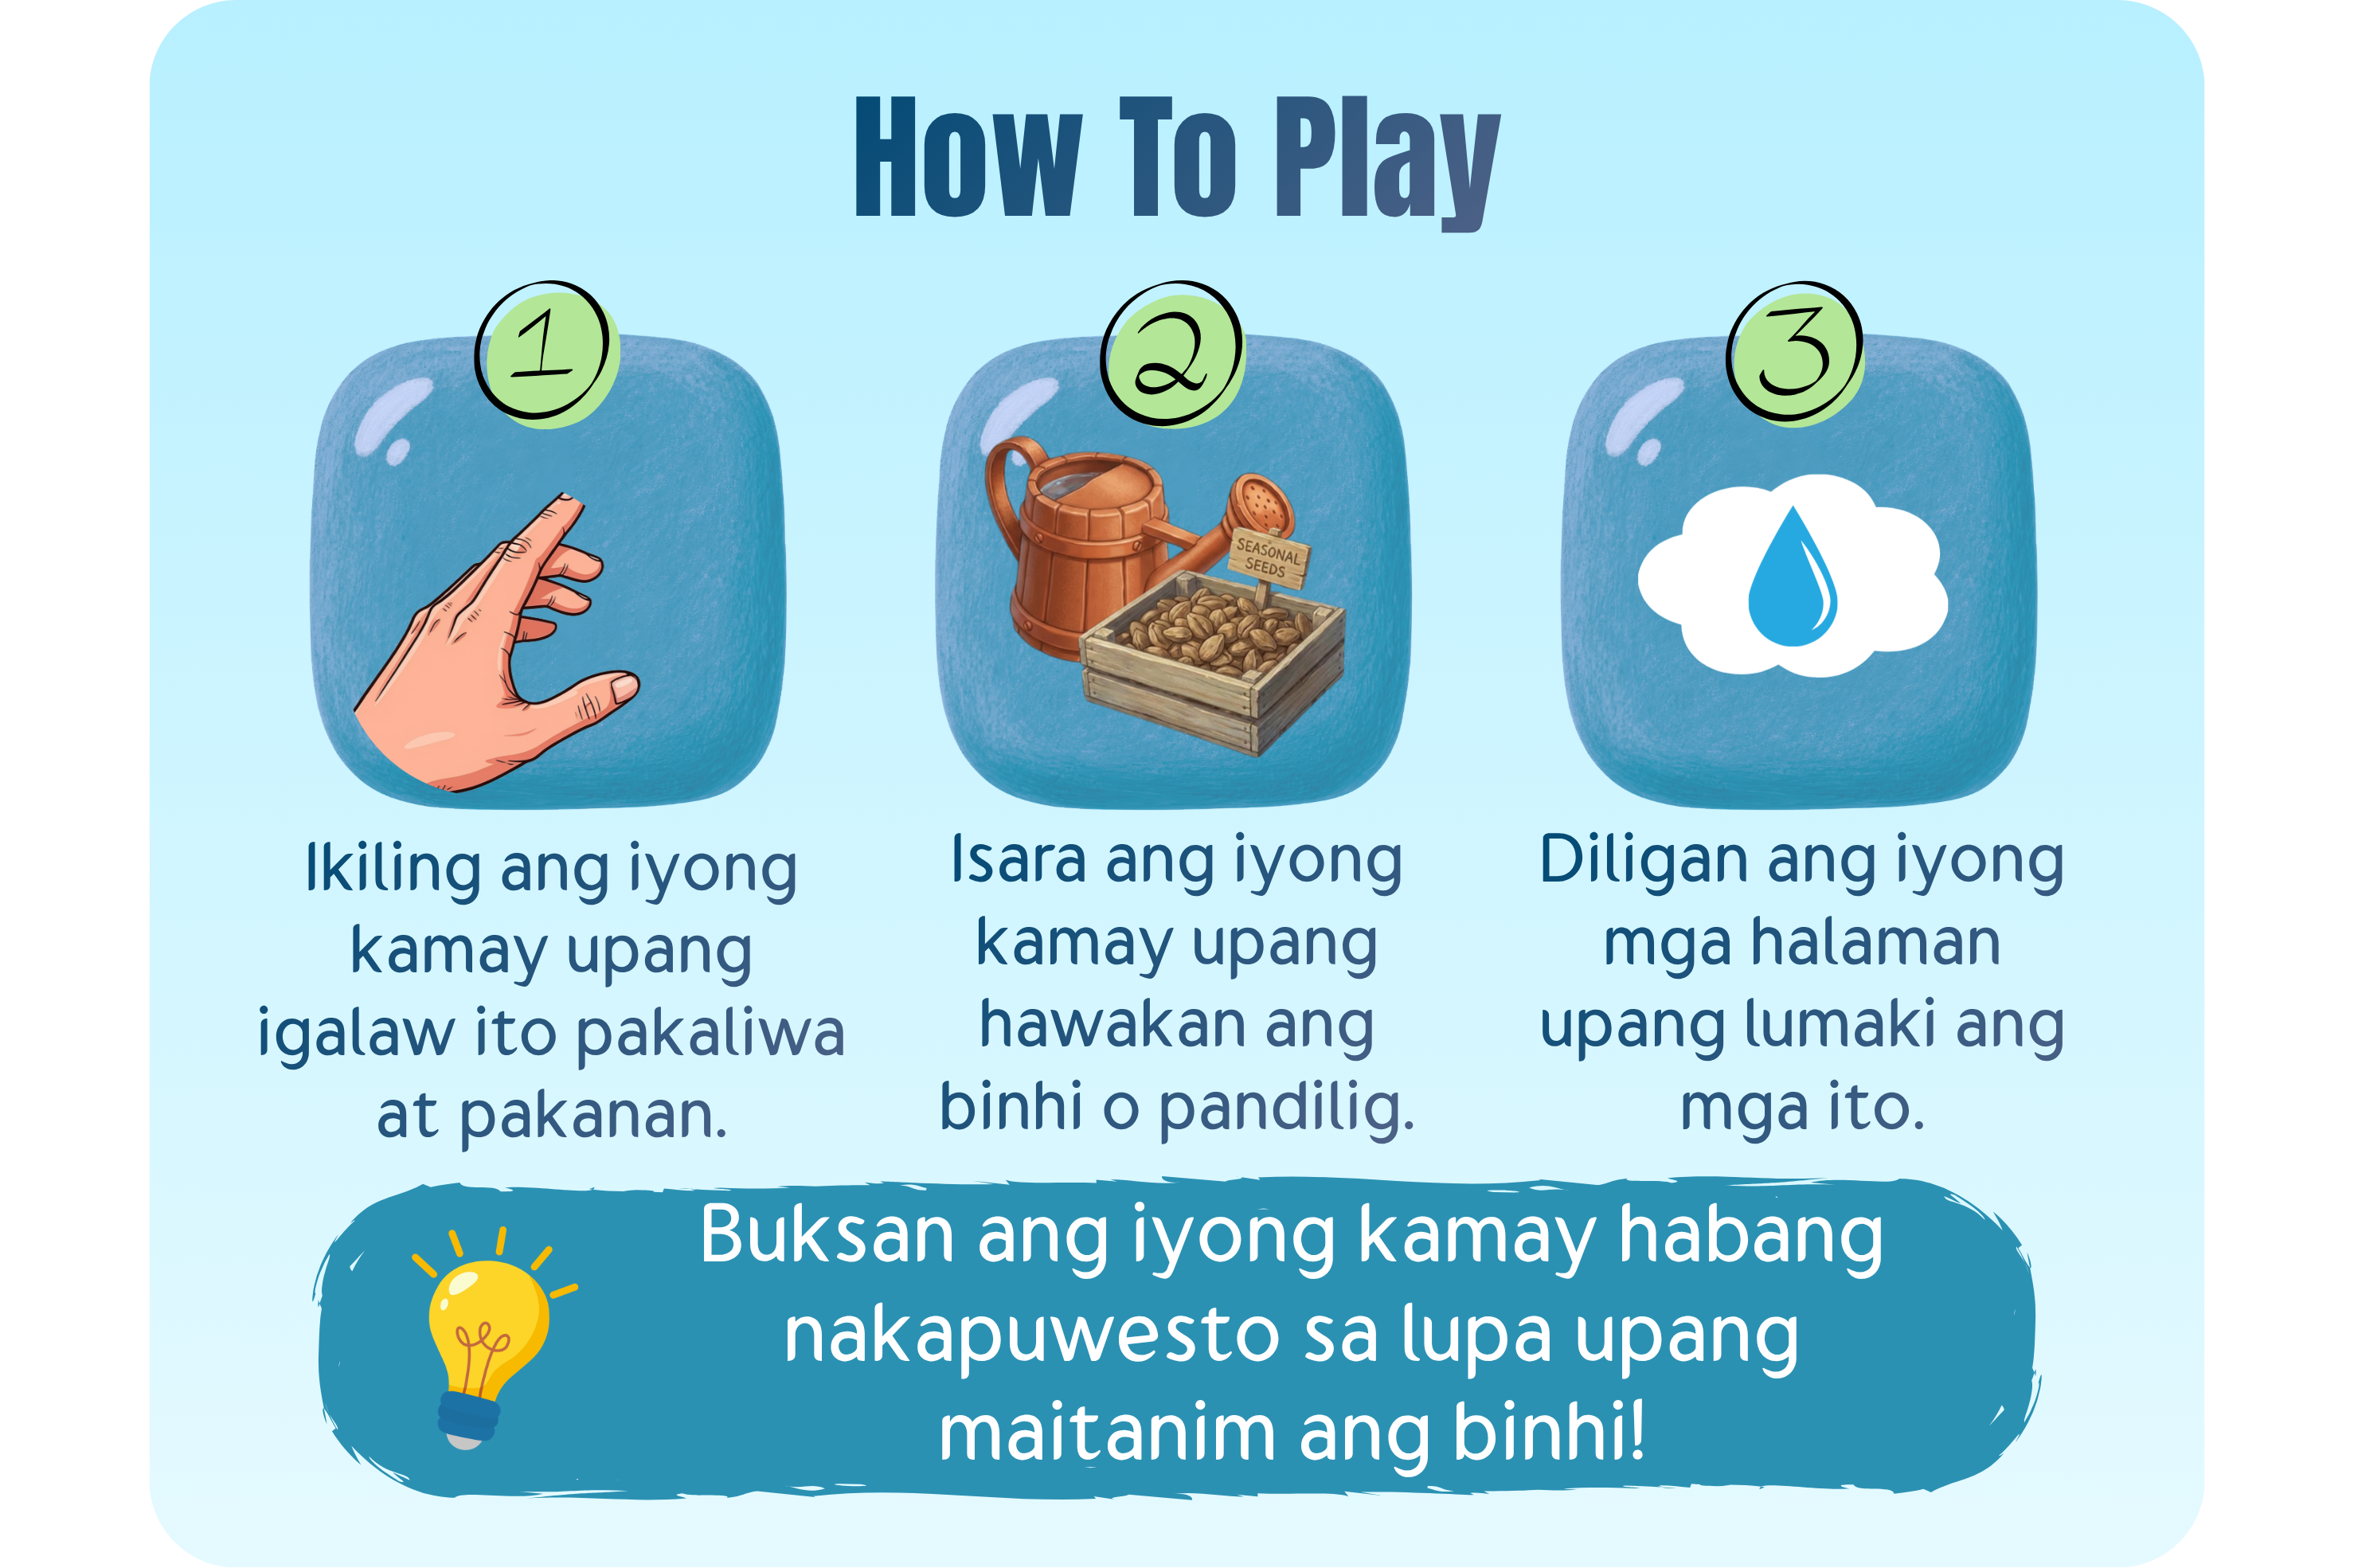 How To Play
1
Ikiling ang iyong
kamay upang
igalaw ito pakaliwa
at pakanan.
2
SEASONAL
SEEDS
Isara ang iyong
kamay upang
hawakan ang
binhi o pandilig.
3
Diligan ang iyong
mga halaman
upang lumaki ang
mga ito.
Buksan ang iyong kamay habang
nakapuwesto sa lupa upang
maitanim ang binhi!